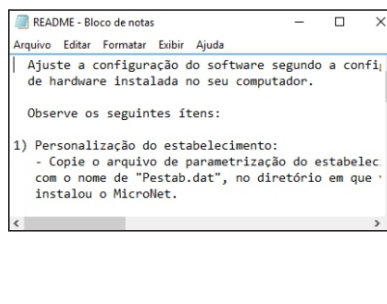 README - Bloco de notas
Arquivo Editar Formatar Exibir Ajuda
Ajuste a configuração do software segundo a
de hardware instalada no seu computador.
Observe os seguintes ítens:
1) Personalização do estabelecimento:
- Copie o arquivo de parametrização do
com o nome de "Pestab.dat", no diretório em que
instalou o MicroNet.